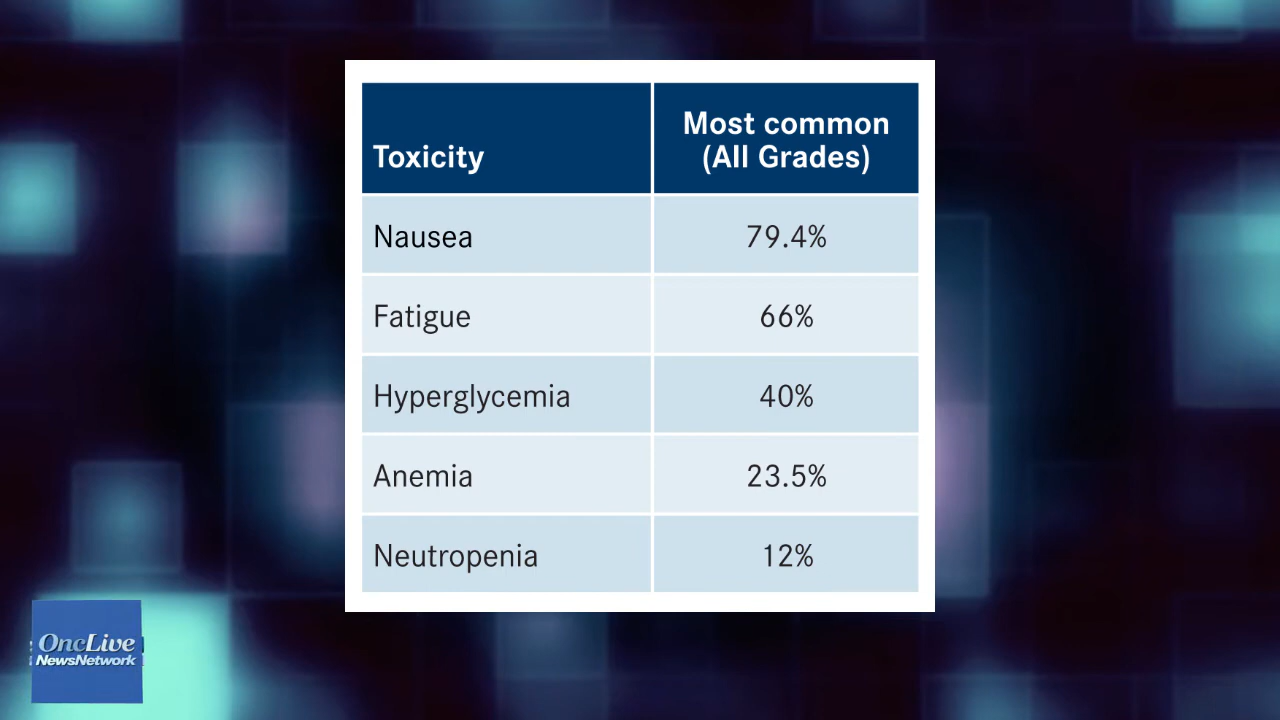 Toxicity
Most common
(All Grades)
Nausea 79.4%
Fatigue 66%
Hyperglycemia 40%
Anemia 23.5%
Neutropenia 12%
OncLive
NewsNetwork